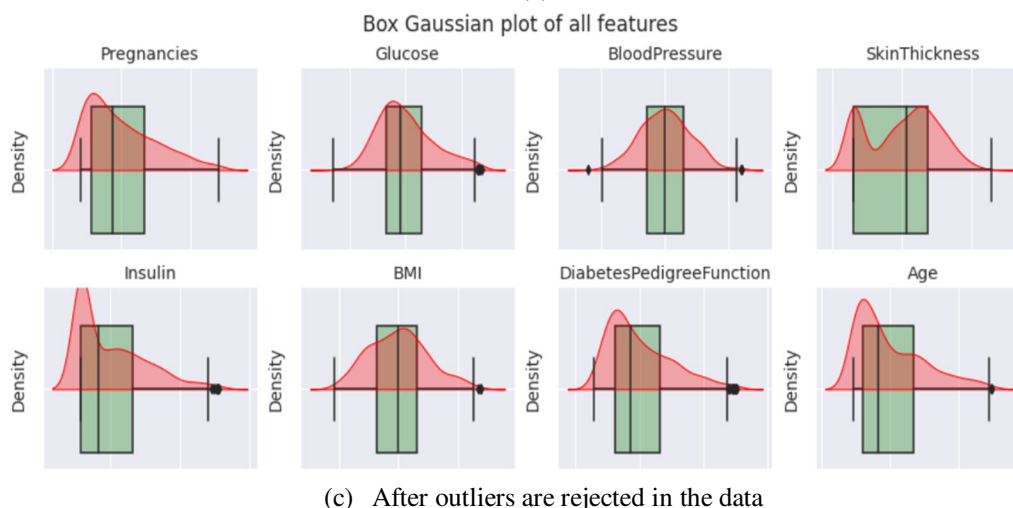 Box Gaussian plot of all features
Pregnancies
Glucose
BloodPressure
SkinThickness
Density
Density
Density
Density
Insulin
BMI
DiabetesPedigreeFunction
Age
Density
Density
Density
Density
(c) After outliers are rejected in the data